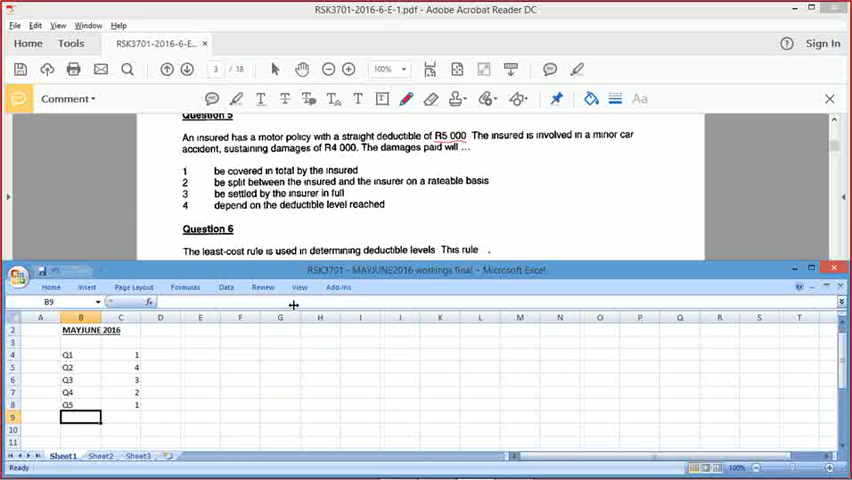 RSK3701-2016-6-E-1.pdf - Adobe Acrobat Reader DC
File Edit View Window Help
Home Tools RSK3701-2016-6-E... × Sign In
3 / 18 100%
Comment Aa
Question 5
An insured has a motor policy with a straight deductible of R5 000 The insured is involved in a minor car
accident, sustaining damages of R4 000. The damages paid will ...
1 be covered in total by the insured
2 be split between the insured and the insurer on a rateable basis
3 be settled by the insurer in full
4 depend on the deductible level reached
Question 6
The least-cost rule is used in determining deductible levels This rule .
RSK3701 - MAYJUNE2016 workings final - Microsoft Excel
Home Insert Page Layout Formulas Data Review View Add-Ins
B9 fx
A B C D E F G H I J K L M N O P Q R S T
2 MAYJUNE 2016
3
4 Q1 1
5 Q2 4
6 Q3 3
7 Q4 2
8 Q5 1
9
10
11
Sheet1 Sheet2 Sheet3
Ready 100%